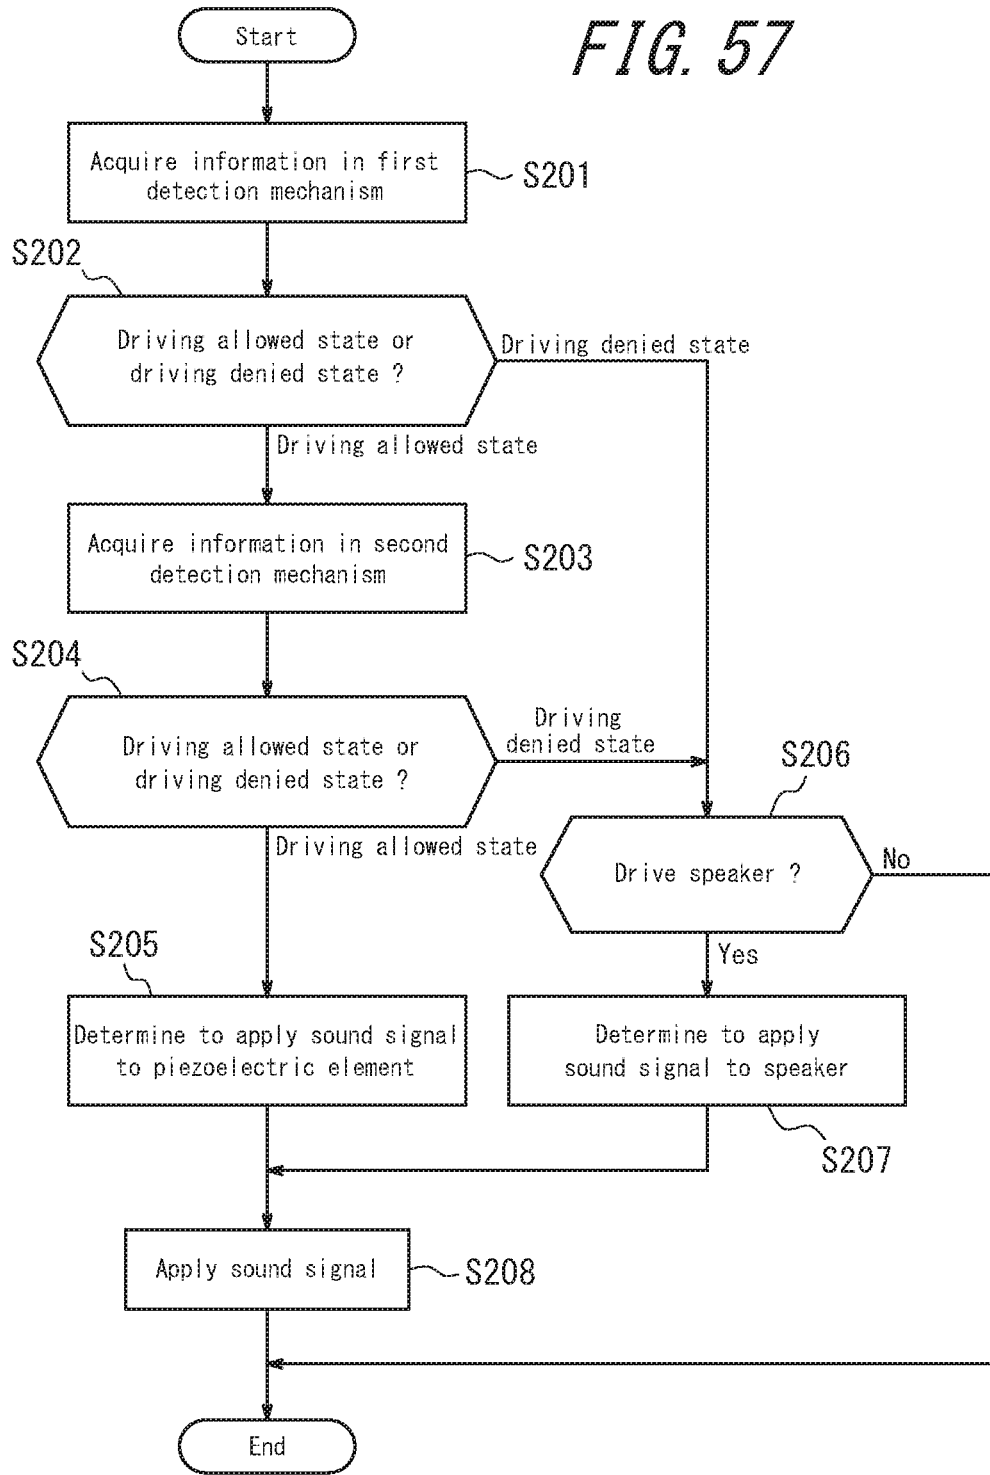 Start
FIG. 57
Acquire information in first
detection mechanism
S201
S202
Driving allowed state or
driving denied state ?
Driving denied state
Driving allowed state
Acquire information in second
detection mechanism
S203
S204
Driving allowed state or
driving denied state ?
Driving
denied state
Driving allowed state
S206
Drive speaker ?
No
Yes
S205
Determine to apply sound signal
to piezoelectric element
Determine to apply
sound signal to speaker
S207
Apply sound signal
S208
End